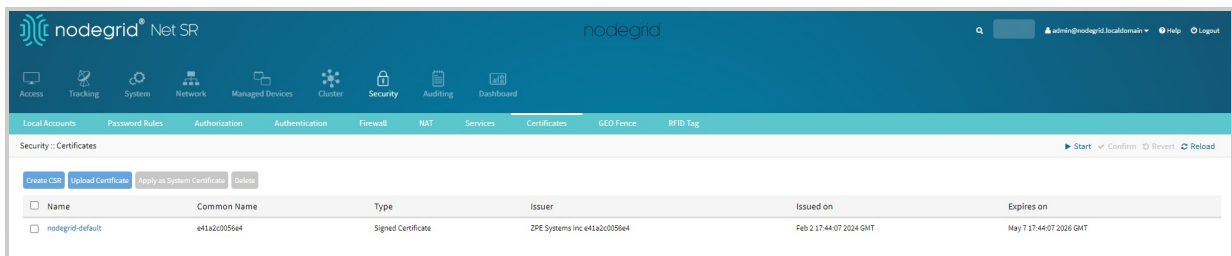 nodegrid® Net SR
nodegrid
admin@nodegrid.localdomain Help Logout
Access Tracking System Network Managed Devices Cluster Security Auditing Dashboard
Local Accounts Password Rules Authorization Authentication Firewall NAT Services Certificates GEO Fence RFID Tag
Security :: Certificates
Start Confirm Revert Reload
Create CSR Upload Certificate Apply as System Certificate Delete
Name Common Name Type Issuer Issued on Expires on
nodegrid-default e41a2c0056e4 Signed Certificate ZPE Systems Inc e41a2c0056e4 Feb 2 17:44:07 2024 GMT May 7 17:44:07 2026 GMT